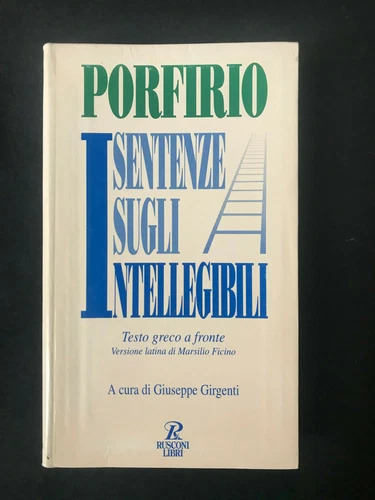 PORFIRIO
SENTENZE
SUGLI
INTELLEGIBILI
Testo greco a fronte
Versione latina di Marsilio Ficino
A cura di Giuseppe Girgenti
R
RUSCONI
LIBRI